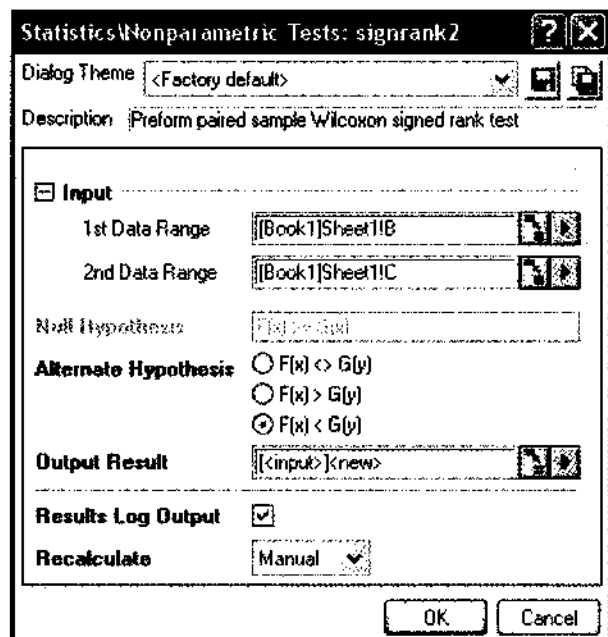 Statistics\Nonparametric Tests: signrank2
Dialog Theme <Factory default>
Description Preform paired sample Wilcoxon signed rank test
Input
1st Data Range [Book1]Sheet1!B
2nd Data Range [Book1]Sheet1!C
Null Hypothesis F(x) >= G(y)
Alternate Hypothesis F(x) <> G(y)
F(x) > G(y)
F(x) < G(y)
Output Result [<input>]<new>
Results Log Output
Recalculate Manual
OK Cancel